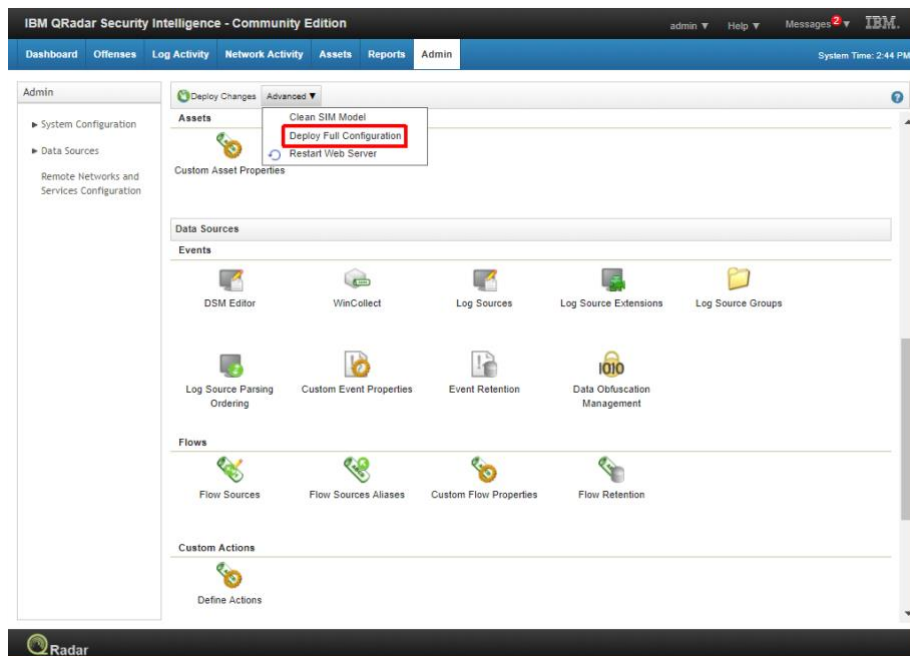 IBM QRadar Security Intelligence - Community Edition
admin ▼ Help ▼ Messages 2 ▼ IBM.
Dashboard Offenses Log Activity Network Activity Assets Reports Admin System Time: 2:44 PM
Admin
System Configuration
Data Sources
Remote Networks and
Services Configuration
Deploy Changes Advanced ▼
Clean SIM Model
Deploy Full Configuration
Restart Web Server
Assets
Custom Asset Properties
Data Sources
Events
DSM Editor WinCollect Log Sources Log Source Extensions Log Source Groups
Log Source Parsing
Ordering
Custom Event Properties Event Retention
Data Obfuscation
Management
Flows
Flow Sources Flow Sources Aliases Custom Flow Properties Flow Retention
Custom Actions
Define Actions
QRadar